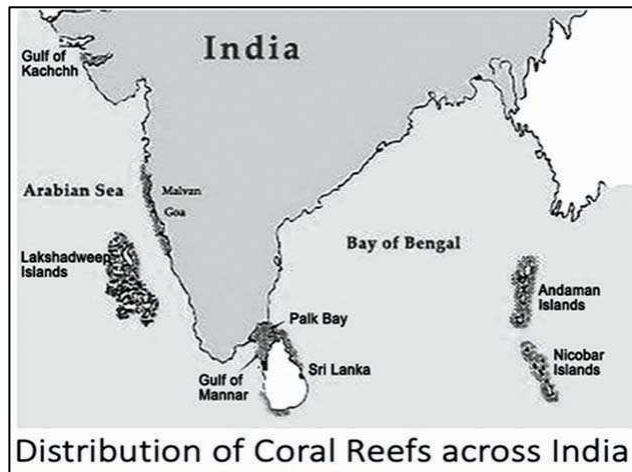 India
Gulf of
Kachchh
Arabian Sea
Malvan
Goa
Lakshadweep
Islands
Bay of Bengal
Andaman
Islands
Palk Bay
Nicobar
Islands
Gulf of
Mannar
Sri Lanka
Distribution of Coral Reefs across India